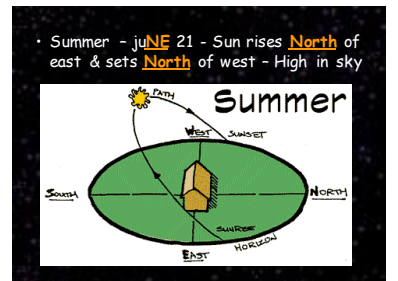 • Summer – juNE 21 - Sun rises North of
east & sets North of west – High in sky
Summer
PATH
WEST
SUNSET
SOUTH
NORTH
SUNRISE
HORIZON
EAST